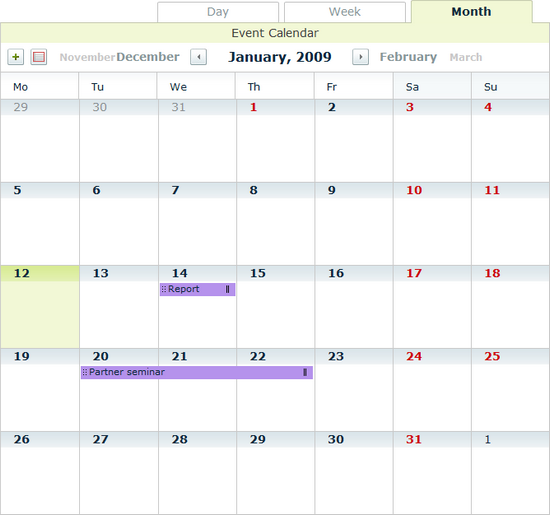 Day Week Month
Event Calendar
November December January, 2009 February March
Mo Tu We Th Fr Sa Su
29 30 31 1 2 3 4
5 6 7 8 9 10 11
12 13 14 15 16 17 18
Report
19 20 21 22 23 24 25
Partner seminar
26 27 28 29 30 31 1